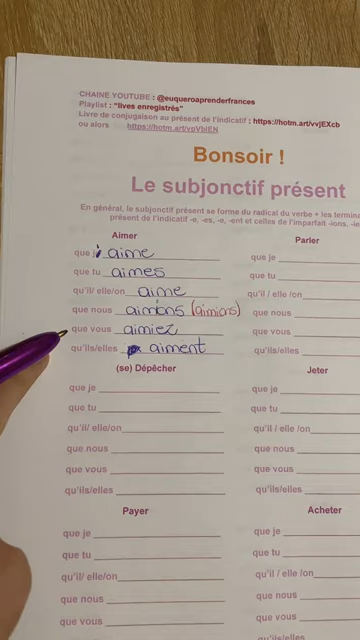 CHAINE YOUTUBE : @euqueroaprenderfrances
Playlist : "lives enregistrés"
Livre de conjugaison au présent de l'indicatif : https://hotm.art/vvjEXcb
ou alors https://hotm.art/vpVblEN
Bonsoir !
Le subjonctif présent
En général, le subjonctif présent se forme du radical du verbe + les termina
présent de l'indicatif -e, -es, -e, -ent et celles de l'imparfait -ions, -ie
Aimer
que j' aime
que tu aimes
qu'il/ elle/on aime
que nous aimons (aimions)
que vous aimiez
qu'ils/elles aiment
Parler
que je
que tu
qu'il / elle /on
que nous
que vous
qu'ils/elles
(se) Dépêcher
que je
que tu
qu'il/ elle/on
que nous
que vous
qu'ils/elles
Jeter
que je
que tu
qu'il / elle /on
que nous
que vous
qu'ils/elles
Payer
que je
que tu
qu'il/ elle/on
que nous
que vous
Acheter
que je
que tu
qu'il / elle /on
que nous
que vous
qu'ils/elles